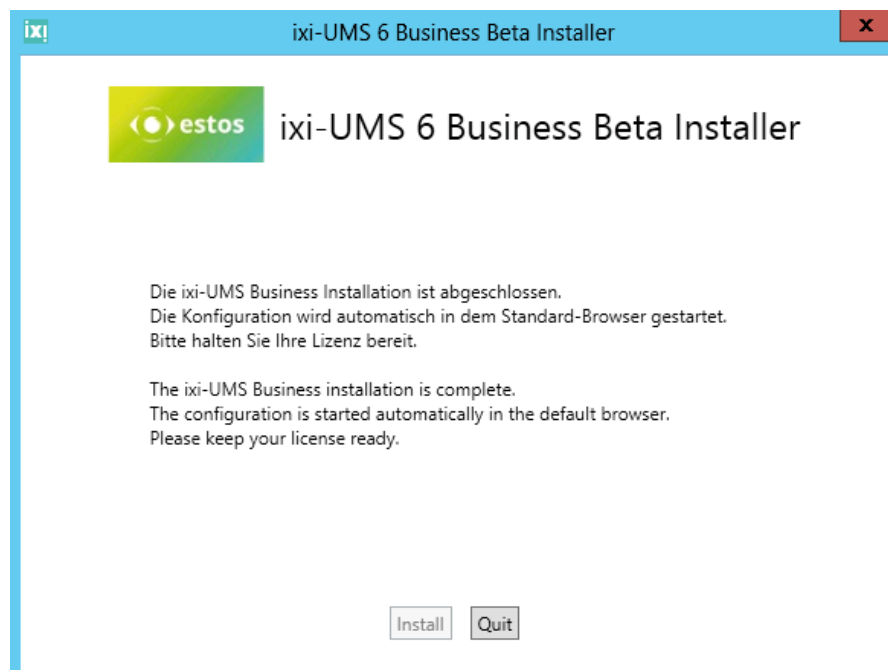 ixi
ixi-UMS 6 Business Beta Installer
x
estos
ixi-UMS 6 Business Beta Installer
Die ixi-UMS Business Installation ist abgeschlossen.
Die Konfiguration wird automatisch in dem Standard-Browser gestartet.
Bitte halten Sie Ihre Lizenz bereit.
The ixi-UMS Business installation is complete.
The configuration is started automatically in the default browser.
Please keep your license ready.
Install
Quit